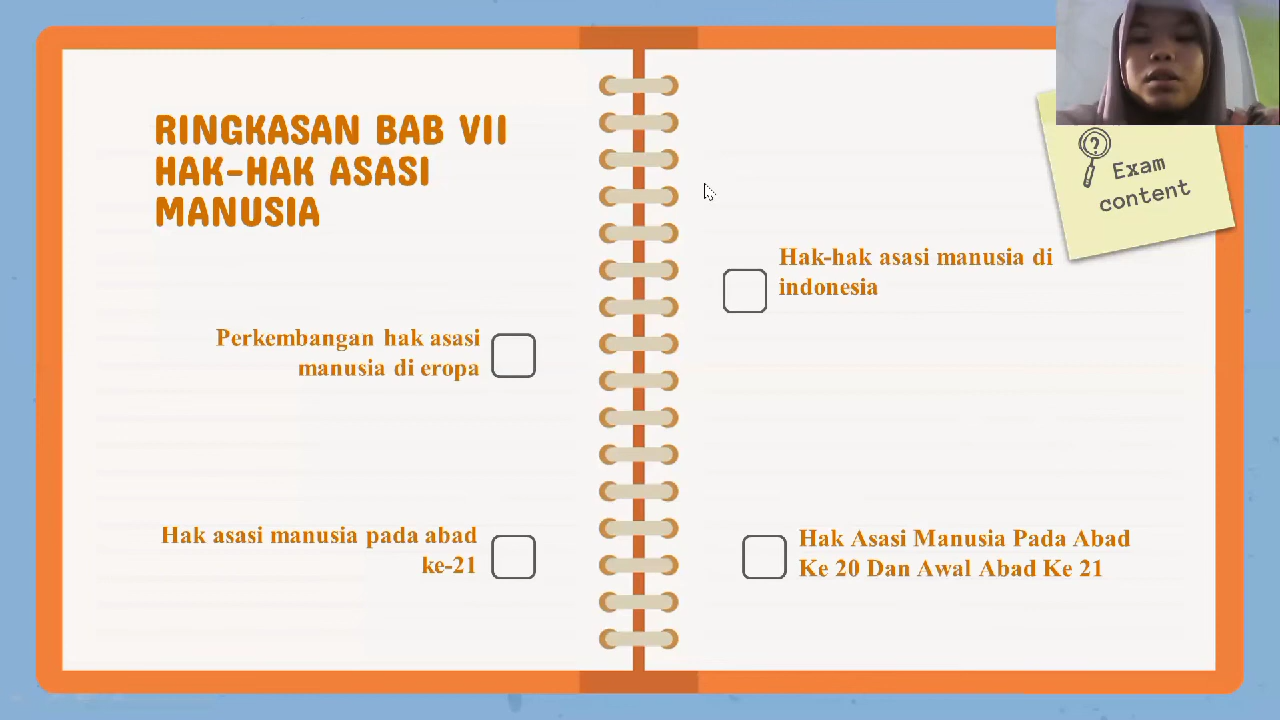 RINGKASAN BAB VII
HAK-HAK ASASI
MANUSIA
Perkembangan hak asasi
manusia di eropa
Hak asasi manusia pada abad
ke-21
?
Exam
content
Hak-hak asasi manusia di
indonesia
Hak Asasi Manusia Pada Abad
Ke 20 Dan Awal Abad Ke 21